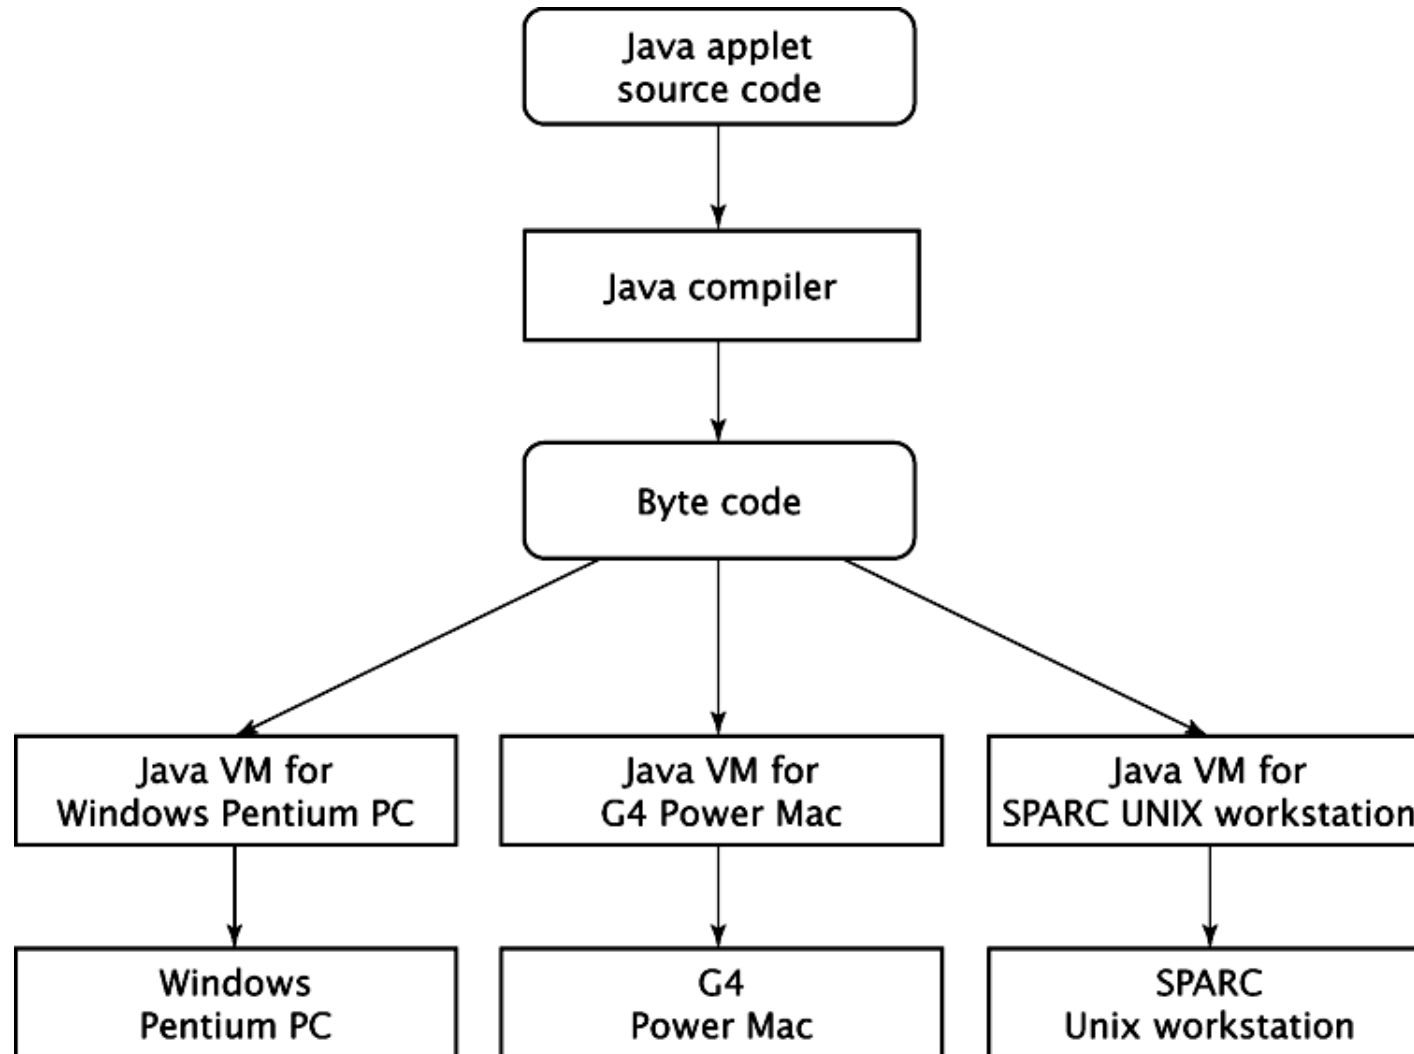 Java applet
source code
Java compiler
Byte code
Java VM for
Windows Pentium PC
Java VM for
G4 Power Mac
Java VM for
SPARC UNIX workstation
Windows
Pentium PC
G4
Power Mac
SPARC
Unix workstation